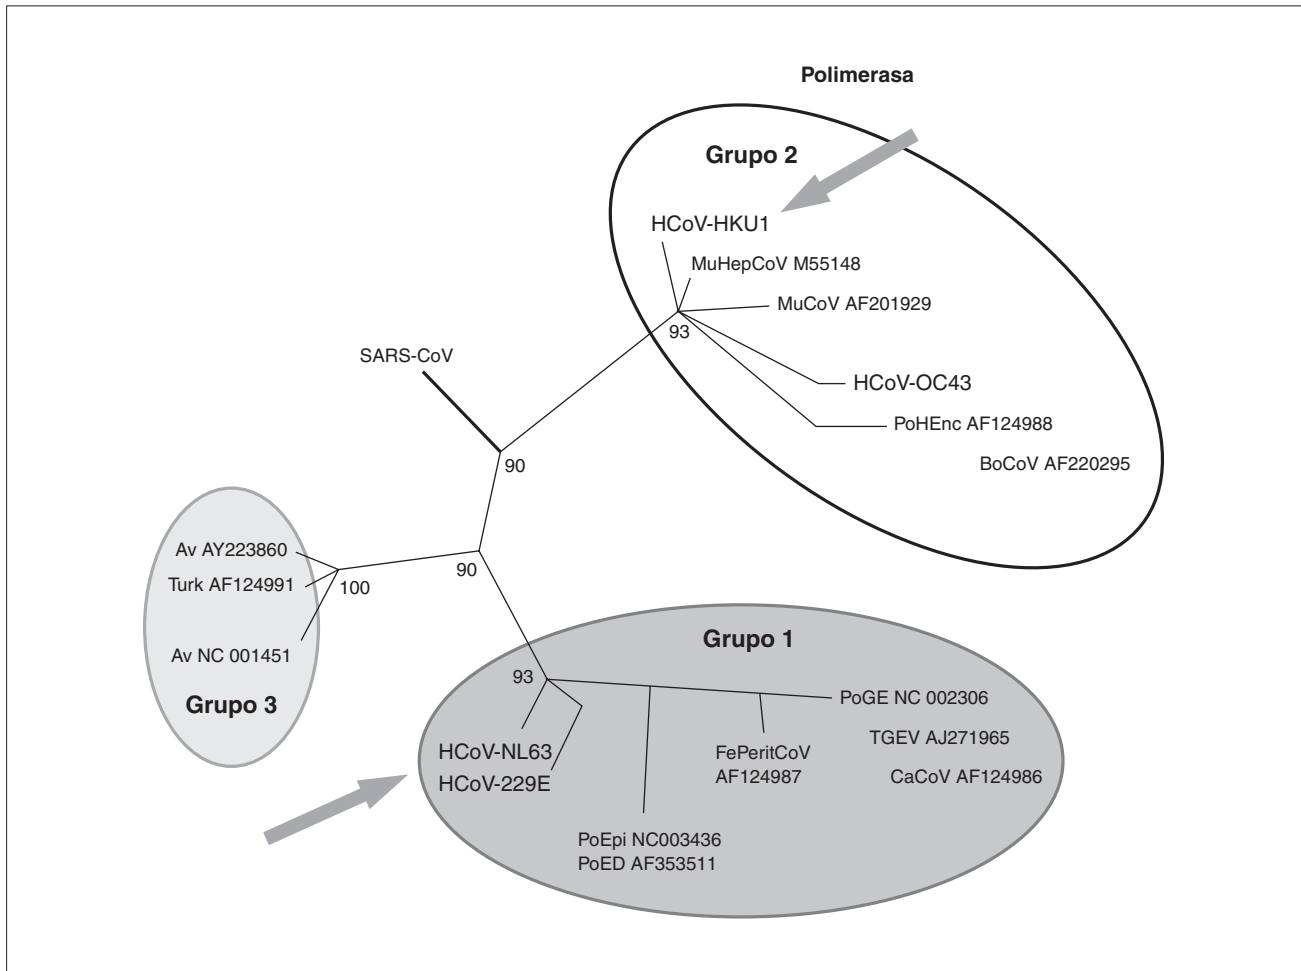 Polimerasa
Grupo 2
HCoV-HKU1
MuHepCoV M55148
MuCoV AF201929
93
SARS-CoV
HCoV-OC43
PoHEnc AF124988
BoCoV AF220295
90
Av AY223860
Turk AF124991
100
90
Av NC 001451
Grupo 3
Grupo 1
93
PoGE NC 002306
HCoV-NL63
HCoV-229E
FePeritCoV
AF124987
TGEV AJ271965
CaCoV AF124986
PoEpi NC003436
PoED AF353511